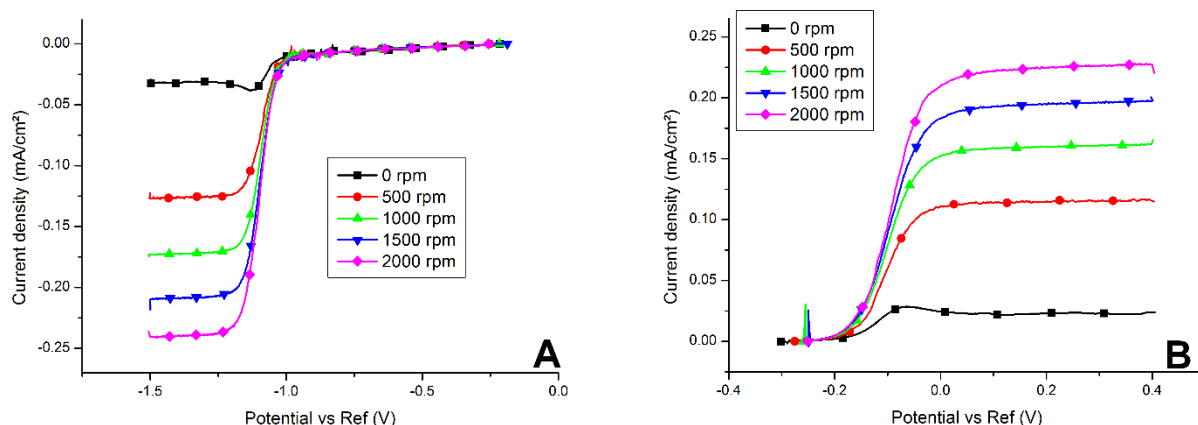 0.00
-0.05
-0.10
-0.15
-0.20
-0.25
Current density (mA/cm²)
-1.5
-1.0
-0.5
0.0
Potential vs Ref (V)
0 rpm
500 rpm
1000 rpm
1500 rpm
2000 rpm
A
0.25
0.20
0.15
0.10
0.05
0.00
Current density (mA/cm²)
-0.4
-0.2
0.0
0.2
0.4
Potential vs Ref (V)
0 rpm
500 rpm
1000 rpm
1500 rpm
2000 rpm
B